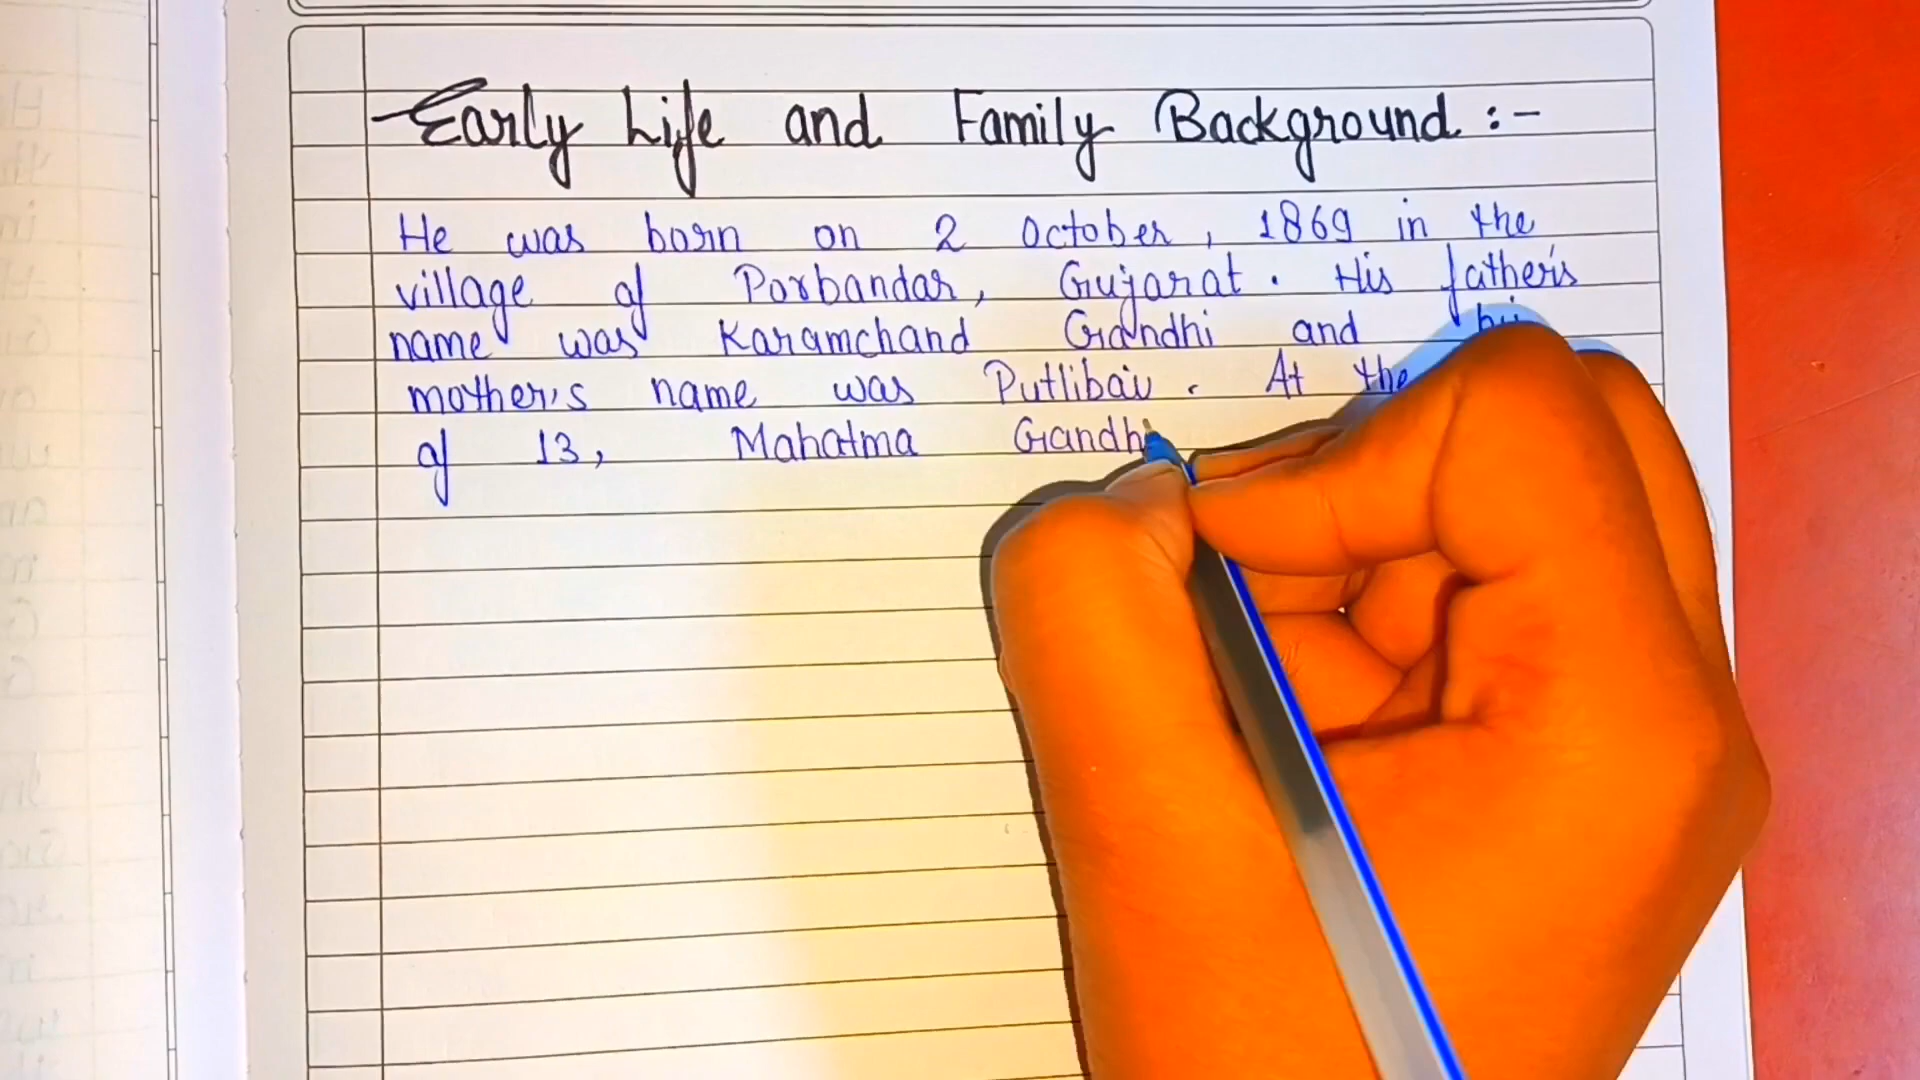 Early Life and Family Background :-
He was born on 2 October, 1869 in the
village of Porbandar, Gujarat. His father's
name was Karamchand Gandhi and
mother's name was Putlibai. At the
of 13, Mahatma Gandh